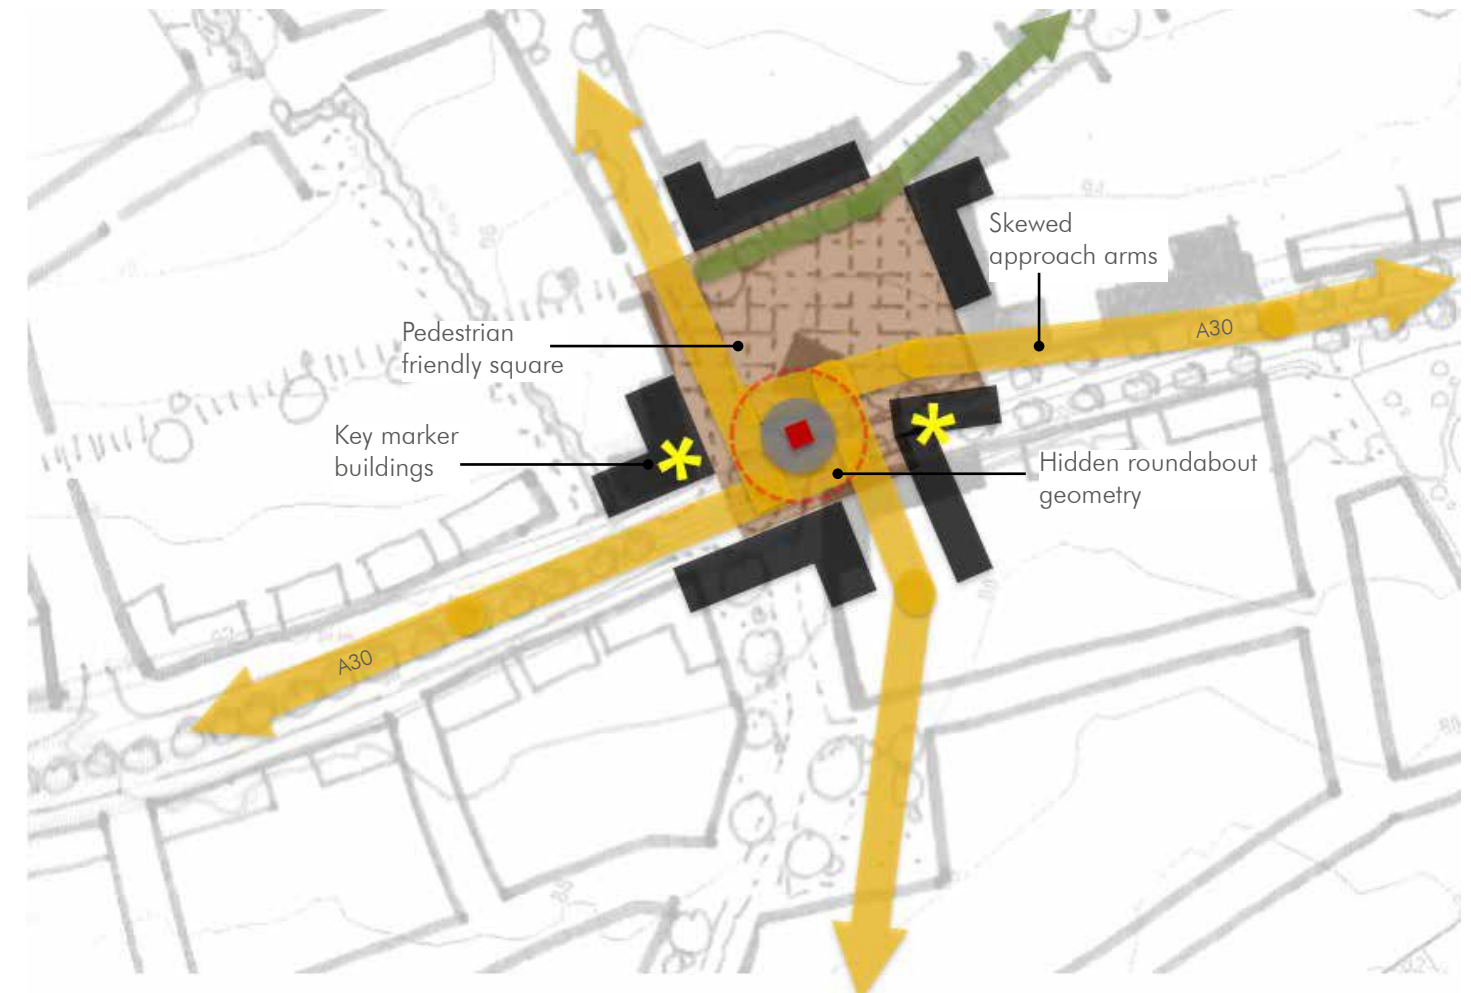 Skewed
approach arms
A30
Pedestrian
friendly square
Key marker
buildings
Hidden roundabout
geometry
A30